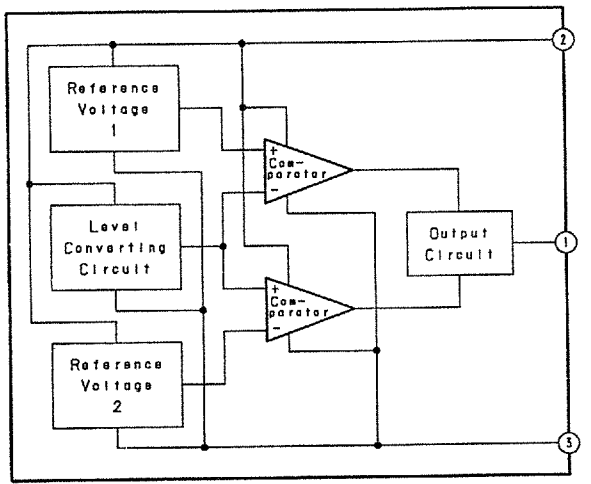 2
Reference
Voltage
1
+
Com-
parator
-
Level
Converting
Circuit
Output
Circuit
1
+
Com-
parator
-
Reference
Voltage
2
3